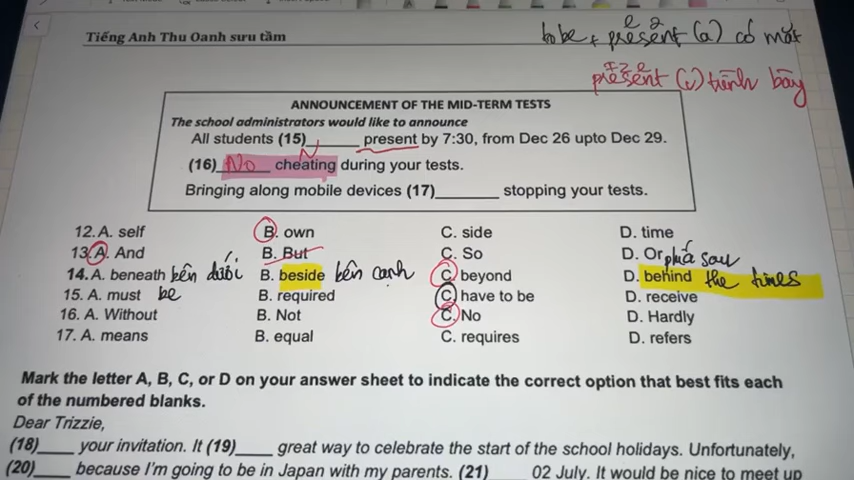 Tiếng Anh Thu Oanh sưu tầm
to be + present (a) có mặt
present (v) trình bày
ANNOUNCEMENT OF THE MID-TERM TESTS
The school administrators would like to announce
All students (15)______ present by 7:30, from Dec 26 upto Dec 29.
N
(16) No cheating during your tests.
Bringing along mobile devices (17)________ stopping your tests.
12. A. self B. own C. side D. time
13. A. And B. But C. So D. Or phía sau
14. A. beneath bên dưới B. beside bên cạnh C. beyond D. behind the times
15. A. must be B. required C. have to be D. receive
16. A. Without B. Not C. No D. Hardly
17. A. means B. equal C. requires D. refers
Mark the letter A, B, C, or D on your answer sheet to indicate the correct option that best fits each
of the numbered blanks.
Dear Trizzie,
(18)____ your invitation. It (19)____ great way to celebrate the start of the school holidays. Unfortunately,
(20)____ because I'm going to be in Japan with my parents. (21)____ 02 July. It would be nice to meet up